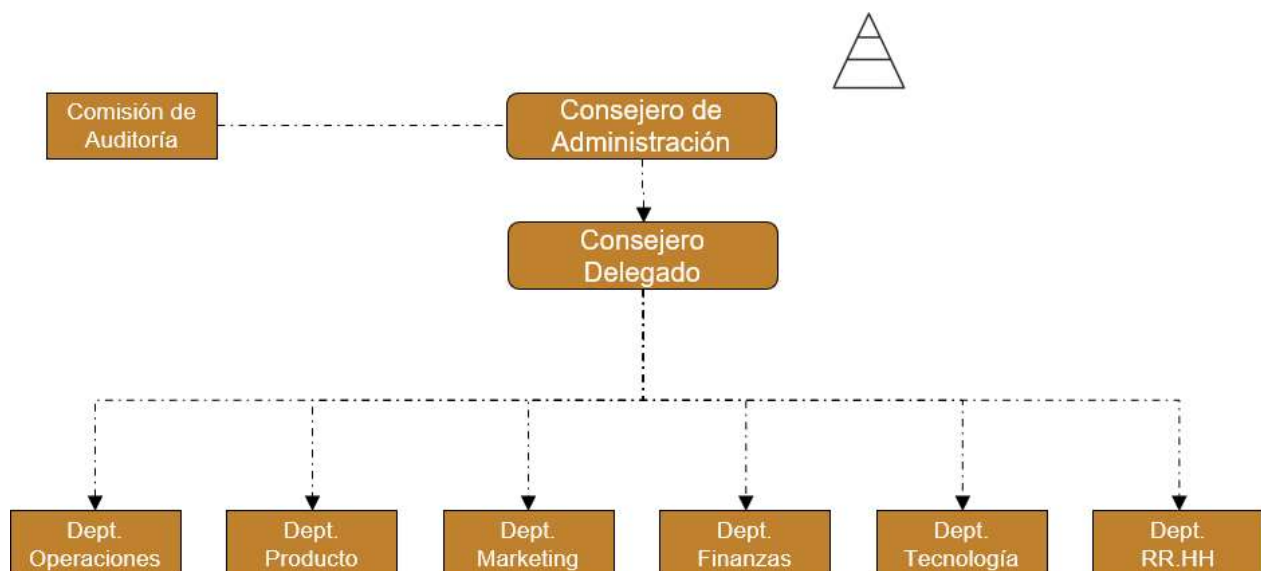 Comisión de
Auditoría
Consejero de
Administración
Consejero
Delegado
Dept.
Operaciones
Dept.
Producto
Dept.
Marketing
Dept.
Finanzas
Dept.
Tecnología
Dept.
RR.HH